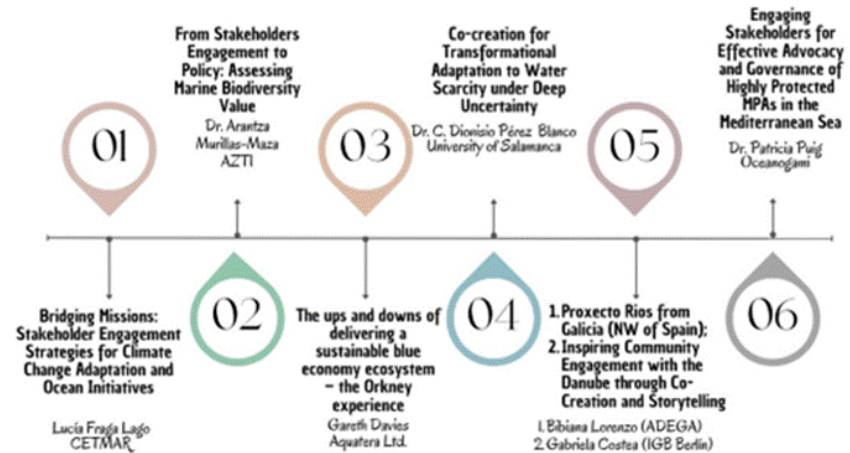 01
Bridging Missions:
Stakeholder Engagement
Strategies for Climate
Change Adaptation and
Ocean Initiatives
Lucía Fraga Lago
CETMAR
From Stakeholders
Engagement to
Policy: Assessing
Marine Biodiversity
Value
Dr. Arantza
Murillas-Maza
AZTI
02
03
The ups and downs of
delivering a
sustainable blue
economy ecosystem
– the Orkney
experience
Gareth Davies
Aquatera Ltd.
Co-creation for
Transformational
Adaptation to Water
Scarcity under Deep
Uncertainty
Dr. C. Dionisio Pérez Blanco
University of Salamanca
04
05
1. Proxecto Rios from
Galicia (NW of Spain);
2. Inspiring Community
Engagement with the
Danube through Co-
Creation and Storytelling
1. Bibiana Lorenzo (ADEGA)
2. Gabriela Costea (IGB Berlín)
Engaging
Stakeholders for
Effective Advocacy
and Governance of
Highly Protected
MPAs in the
Mediterranean Sea
Dr. Patricia Puig
Oceanogami
06